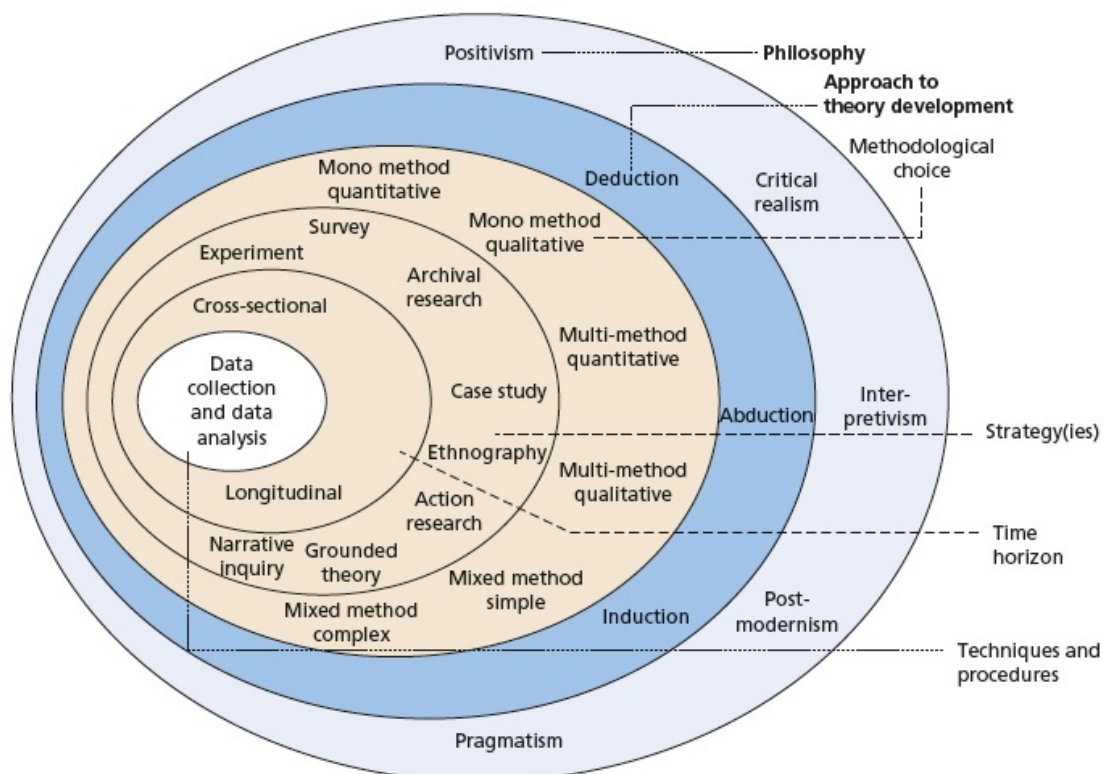 Positivism
Philosophy
Approach to
theory development
Methodological
choice
Mono method
quantitative
Deduction
Critical
realism
Mono method
qualitative
Survey
Experiment
Archival
research
Cross-sectional
Multi-method
quantitative
Data
collection
and data
analysis
Case study
Abduction
Inter-
pretivism
Strategy(ies)
Ethnography
Multi-method
qualitative
Longitudinal
Action
research
Time
horizon
Narrative
inquiry
Grounded
theory
Mixed method
simple
Mixed method
complex
Induction
Post-
modernism
Techniques and
procedures
Pragmatism